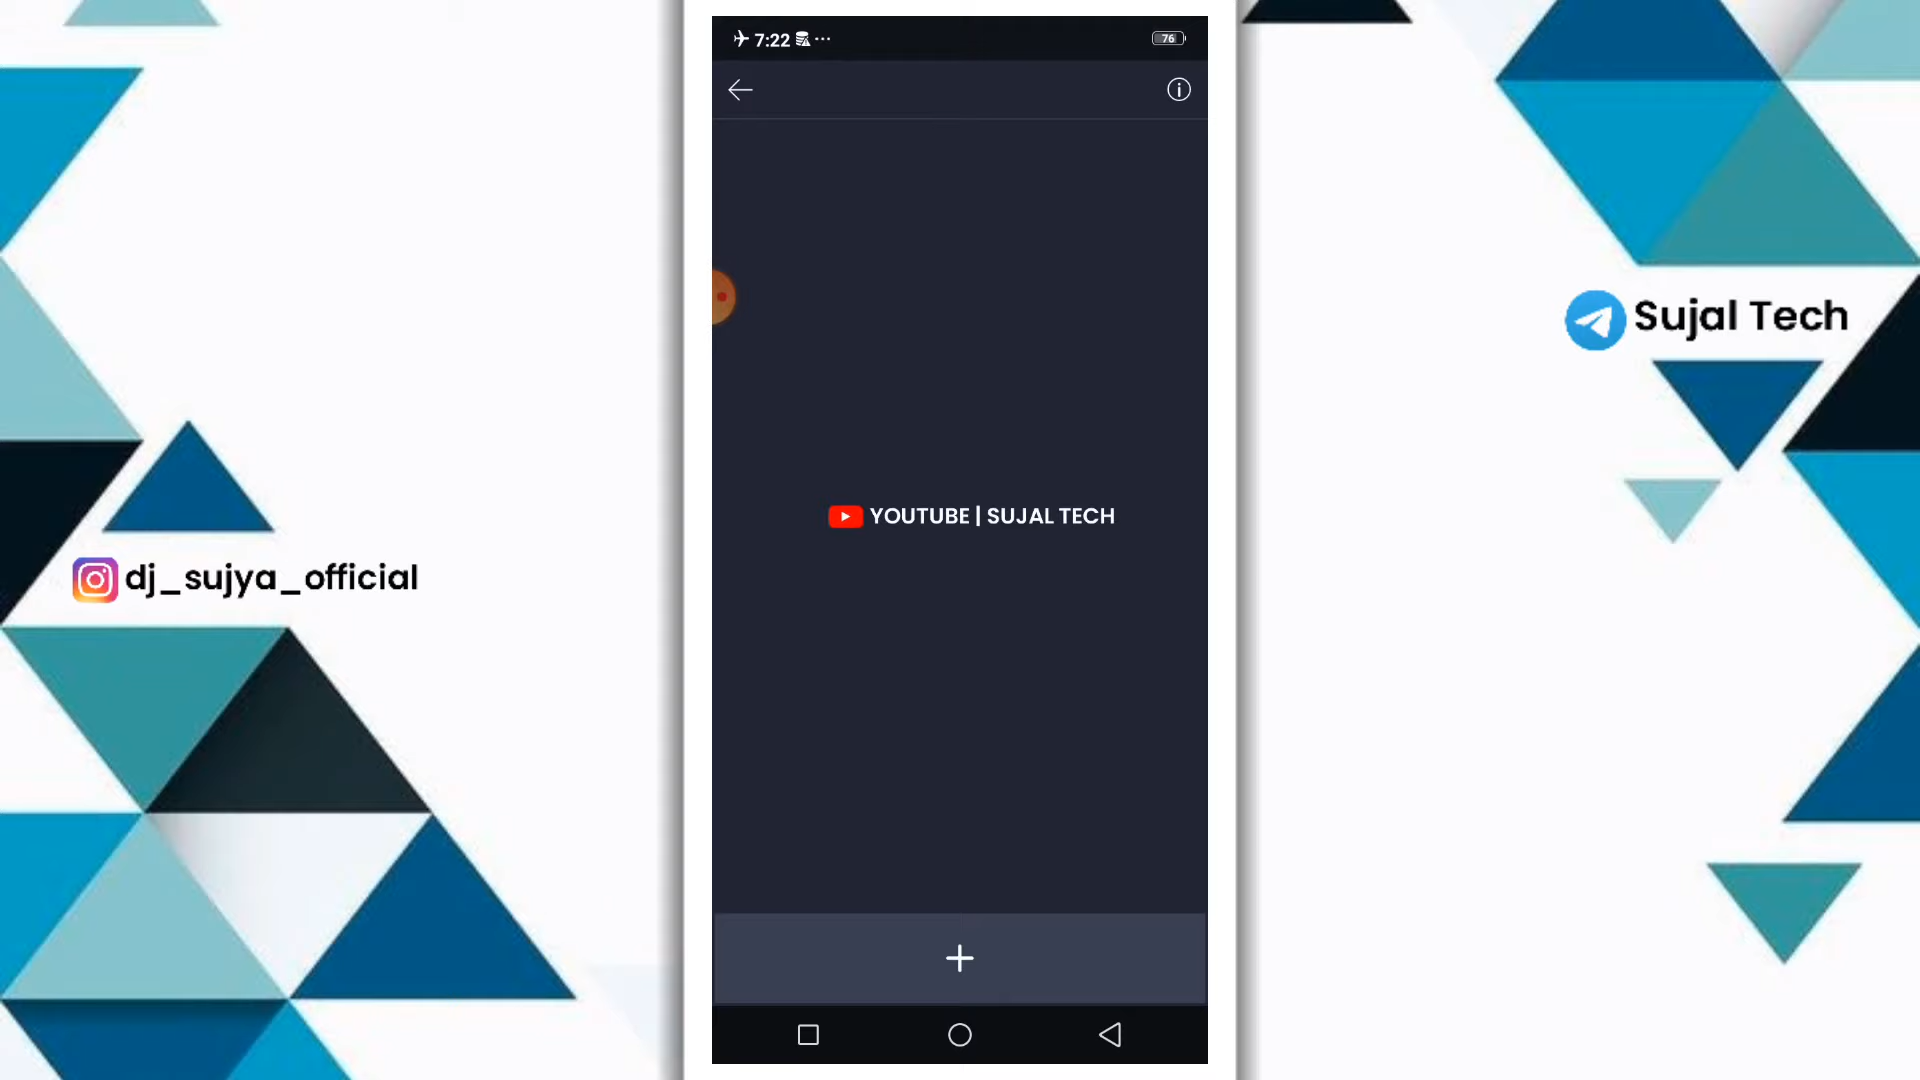 7:22
76
Sujal Tech
YOUTUBE | SUJAL TECH
dj_sujya_official